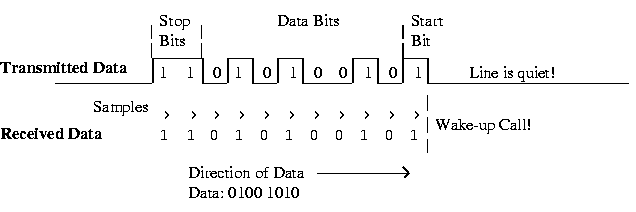 Stop Bits
Data Bits
Start Bit
Transmitted Data
1 1 0 1 0 1 0 0 1 0 1
Line is quiet!
Samples
Received Data
1 1 0 1 0 1 0 0 1 0 1
Wake-up Call!
Direction of Data
Data: 0100 1010